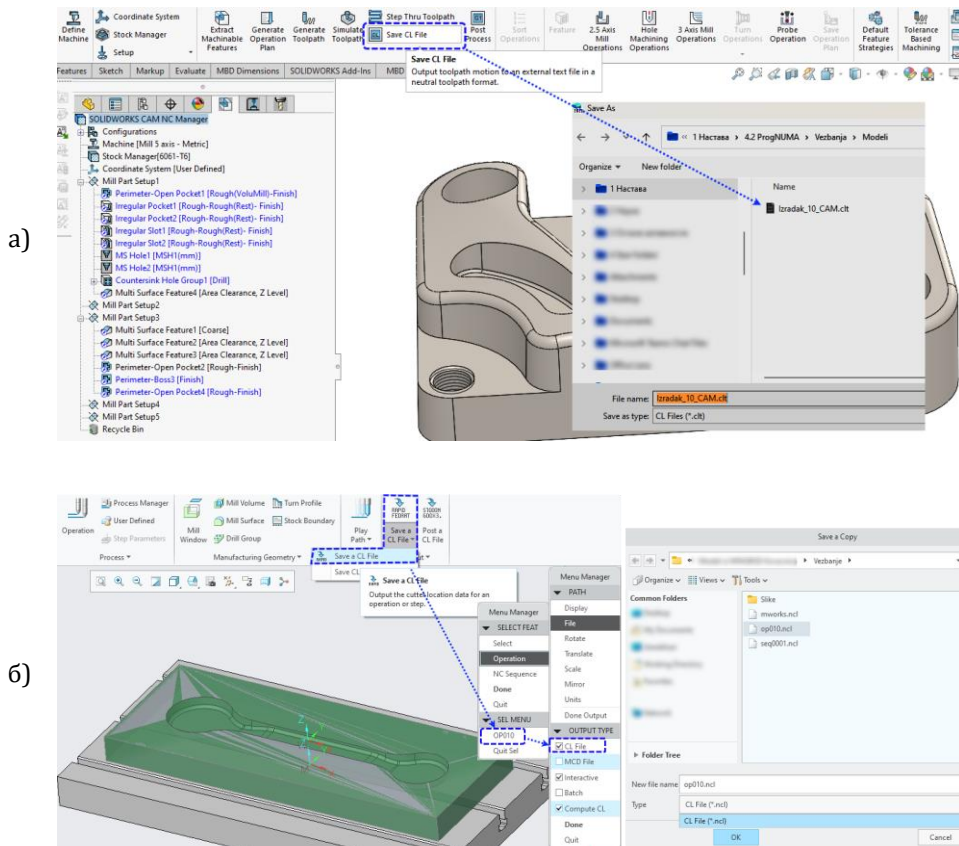 Define Machine
Coordinate System
Stock Manager
Setup
Extract Machinable Features
Generate Operation Plan
Generate Toolpath
Simulate Toolpath
Step Thru Toolpath
Save CL File
Post Process
Sort Operations
Feature
2.5 Axis Mill Operations
Hole Machining Operations
3 Axis Mill Operations
Turn Operations
Probe Operation
Save Operation Plan
Default Feature Strategies
Tolerance Based Machining
Save CL File
Output toolpath motion to an external text file in a
neutral toolpath format.
Features Sketch Markup Evaluate MBD Dimensions SOLIDWORKS Add-Ins MBD
а)
SOLIDWORKS CAM NC Manager
Configurations
Machine [Mill 5 axis - Metric]
Stock Manager[6061-T6]
Coordinate System [User Defined]
Mill Part Setup1
Perimeter-Open Pocket1 [Rough(VoluMill)-Finish]
Irregular Pocket1 [Rough-Rough(Rest)- Finish]
Irregular Pocket2 [Rough-Rough(Rest)- Finish]
Irregular Slot1 [Rough-Rough(Rest)- Finish]
Irregular Slot2 [Rough-Rough(Rest)- Finish]
MS Hole1 [MSH1(mm)]
MS Hole2 [MSH1(mm)]
Countersink Hole Group1 [Drill]
Multi Surface Feature4 [Area Clearance, Z Level]
Mill Part Setup2
Mill Part Setup3
Multi Surface Feature1 [Coarse]
Multi Surface Feature2 [Area Clearance, Z Level]
Multi Surface Feature3 [Area Clearance, Z Level]
Perimeter-Open Pocket2 [Rough-Finish]
Perimeter-Boss3 [Finish]
Perimeter-Open Pocket4 [Rough-Finish]
Mill Part Setup4
Mill Part Setup5
Recycle Bin
Save As
« 1 Настава › 4.2 ProgNUMA › Vezbanja › Modeli
Organize New folder
1 Настава
Name
Izradak_10_CAM.clt
File name: Izradak_10_CAM.clt
Save as type: CL Files (*.clt)
б)
Operation
Process Manager
User Defined
Step Parameters
Process
Mill Window
Mill Volume
Turn Profile
Mill Surface
Stock Boundary
Drill Group
Manufacturing Geometry
Play Path
Save a CL File
Post a CL File
Save a CL File
Save CL
Save a CL File
Output the cutter location data for an
operation or step.
Z
Menu Manager
SELECT FEAT
Select
Operation
NC Sequence
Done
Quit
SEL MENU
OP010
Quit Sel
Menu Manager
PATH
Display
File
Rotate
Translate
Scale
Mirror
Units
Done Output
OUTPUT TYPE
CL File
MCD File
Interactive
Batch
Compute CL
Done
Quit
Save a Copy
Vezbanje
Organize Views Tools
Common Folders
Folder Tree
Slike
mworks.ncl
op010.ncl
seq0001.ncl
New file name op010.ncl
Type CL File (*.ncl)
CL File (*.ncl)
OK Cancel